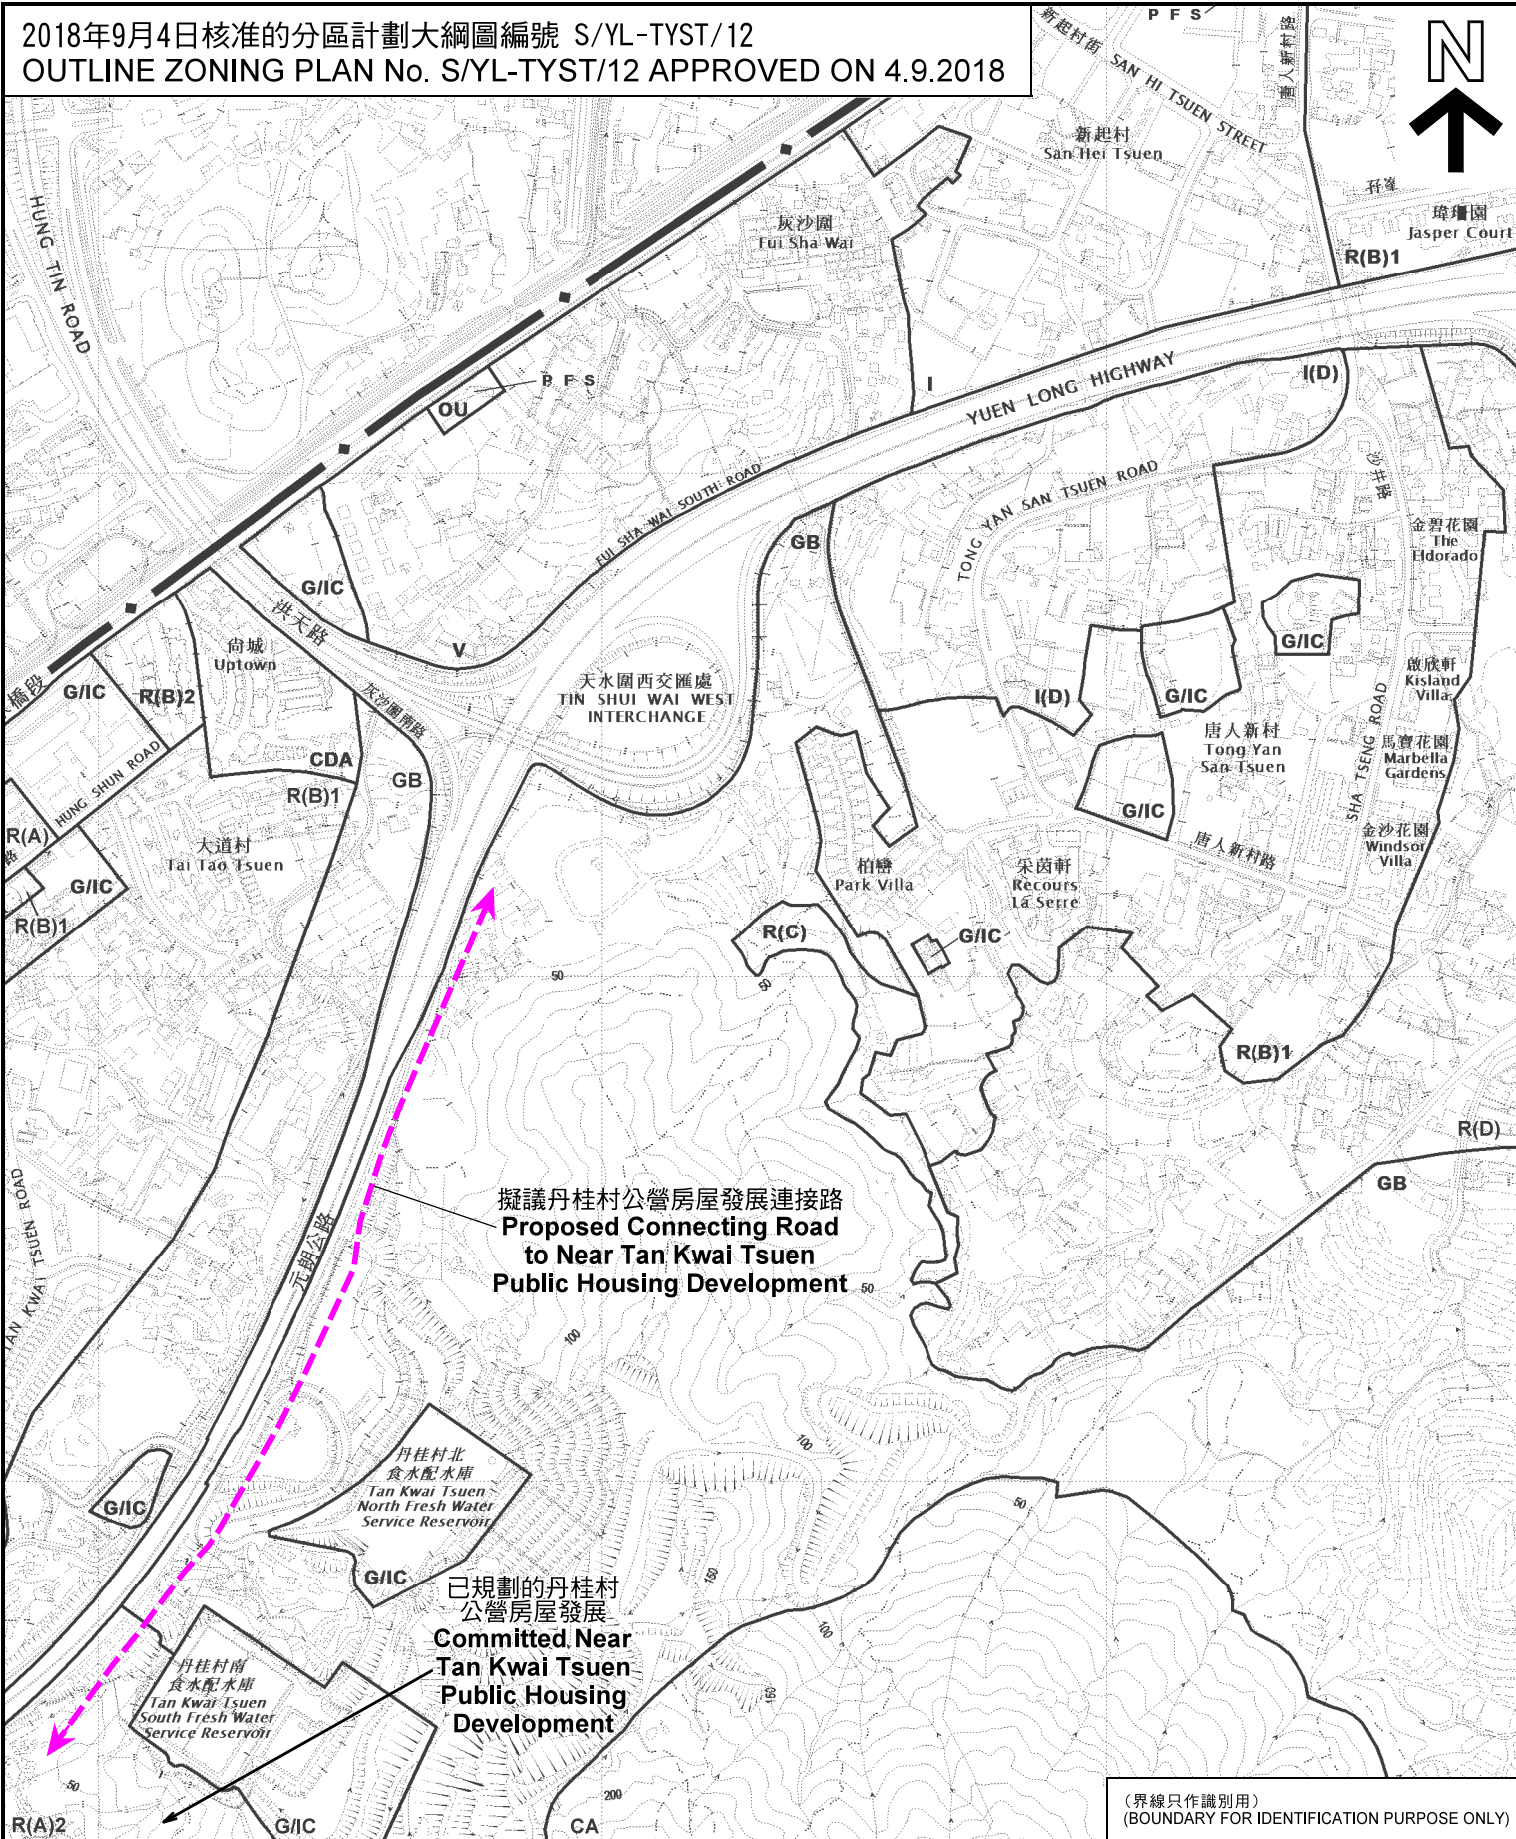 2018年9月4日核准的分區計劃大綱圖編號 S/YL-TYST/12
OUTLINE ZONING PLAN No. S/YL-TYST/12 APPROVED ON 4.9.2018
N
P F S
新起村街 SAN HI TSUEN STREET
唐人新村路
新起村
San Hei Tsuen
瑋珊園
Jasper Court
R(B)1
HUNG TIN ROAD
灰沙圍
Fui Sha Wai
P F S
OU
I
YUEN LONG HIGHWAY
I(D)
FUI SHA WAI SOUTH ROAD
TONG YAN SAN TSUEN ROAD
沙井路
GB
金碧花園
The
Eldorado
G/IC
洪天路
V
尚城
Uptown
橋段
G/IC
R(B)2
灰沙圍南路
天水圍西交匯處
TIN SHUI WAI WEST
INTERCHANGE
G/IC
I(D)
G/IC
啟欣軒
Kisland
Villa
唐人新村
Tong Yan
San Tsuen
SHA TSENG ROAD
馬寶花園
Marbella
Gardens
CDA
R(B)1
GB
HUNG SHUN ROAD
R(A)
路
大道村
Tai Tao Tsuen
G/IC
R(B)1
G/IC
唐人新村路
金沙花園
Windsor
Villa
柏巒
Park Villa
采茵軒
Recours
La Serre
R(C)
G/IC
50
50
R(B)1
R(D)
GB
TAN KWAI TSUEN ROAD
元朗公路
擬議丹桂村公營房屋發展連接路
Proposed Connecting Road
to Near Tan Kwai Tsuen
Public Housing Development
50
100
100
50
丹桂村北
食水配水庫
Tan Kwai Tsuen
North Fresh Water
Service Reservoir
G/IC
G/IC
150
100
已規劃的丹桂村
公營房屋發展
Committed Near
Tan Kwai Tsuen
Public Housing
Development
丹桂村南
食水配水庫
Tan Kwai Tsuen
South Fresh Water
Service Reservoir
150
50
200
R(A)2
G/IC
CA
（界線只作識別用）
(BOUNDARY FOR IDENTIFICATION PURPOSE ONLY)